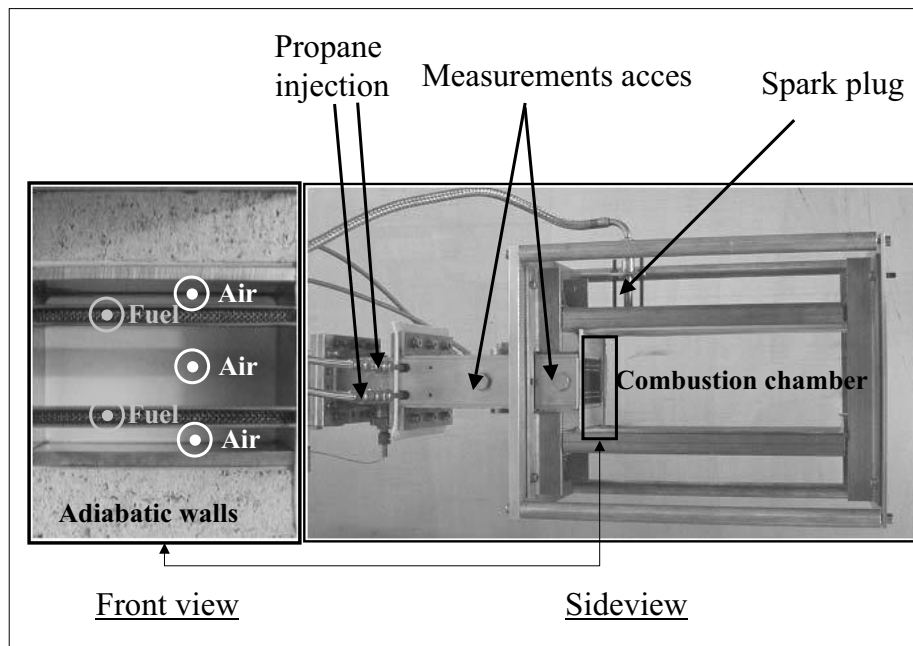 Propane
injection
Measurements acces
Spark plug
Air
Fuel
Air
Fuel
Air
Combustion chamber
Adiabatic walls
Front view
Sideview